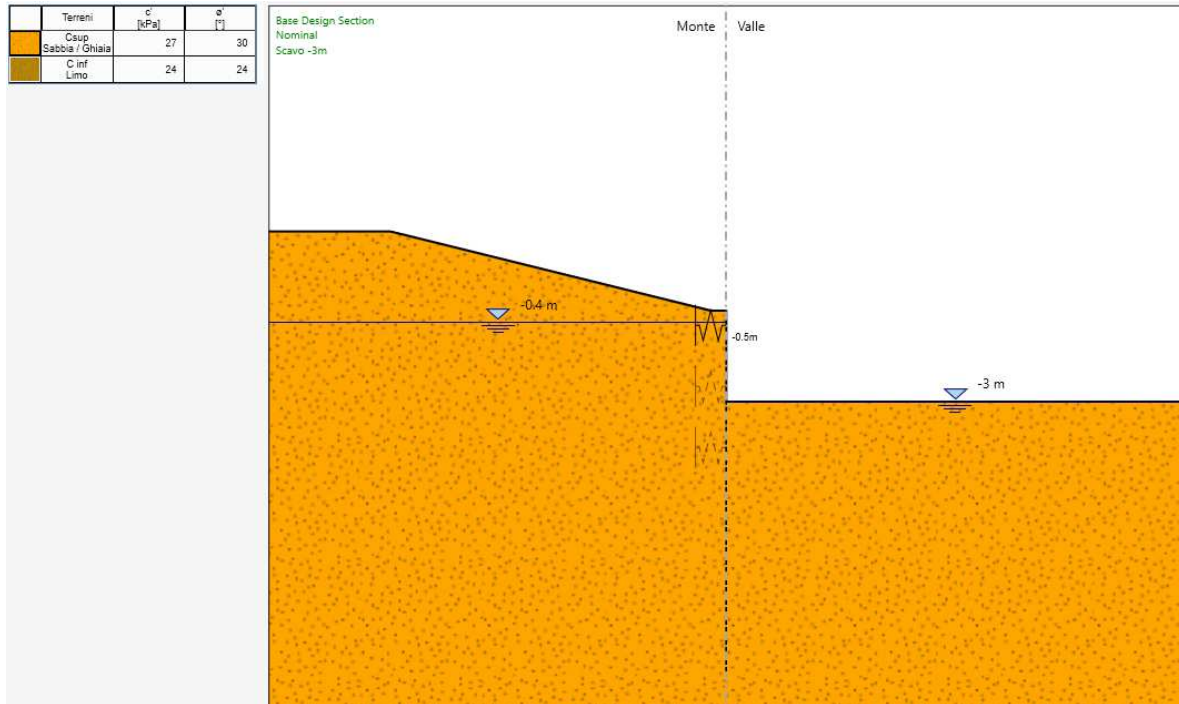 Terreni c' ø'
[kPa] [°]
Csup
Sabbia / Ghiaia 27 30
C inf
Limo 24 24
Base Design Section
Nominal
Scavo -3m
Monte Valle
-0.4 m
-0.5m
-3 m